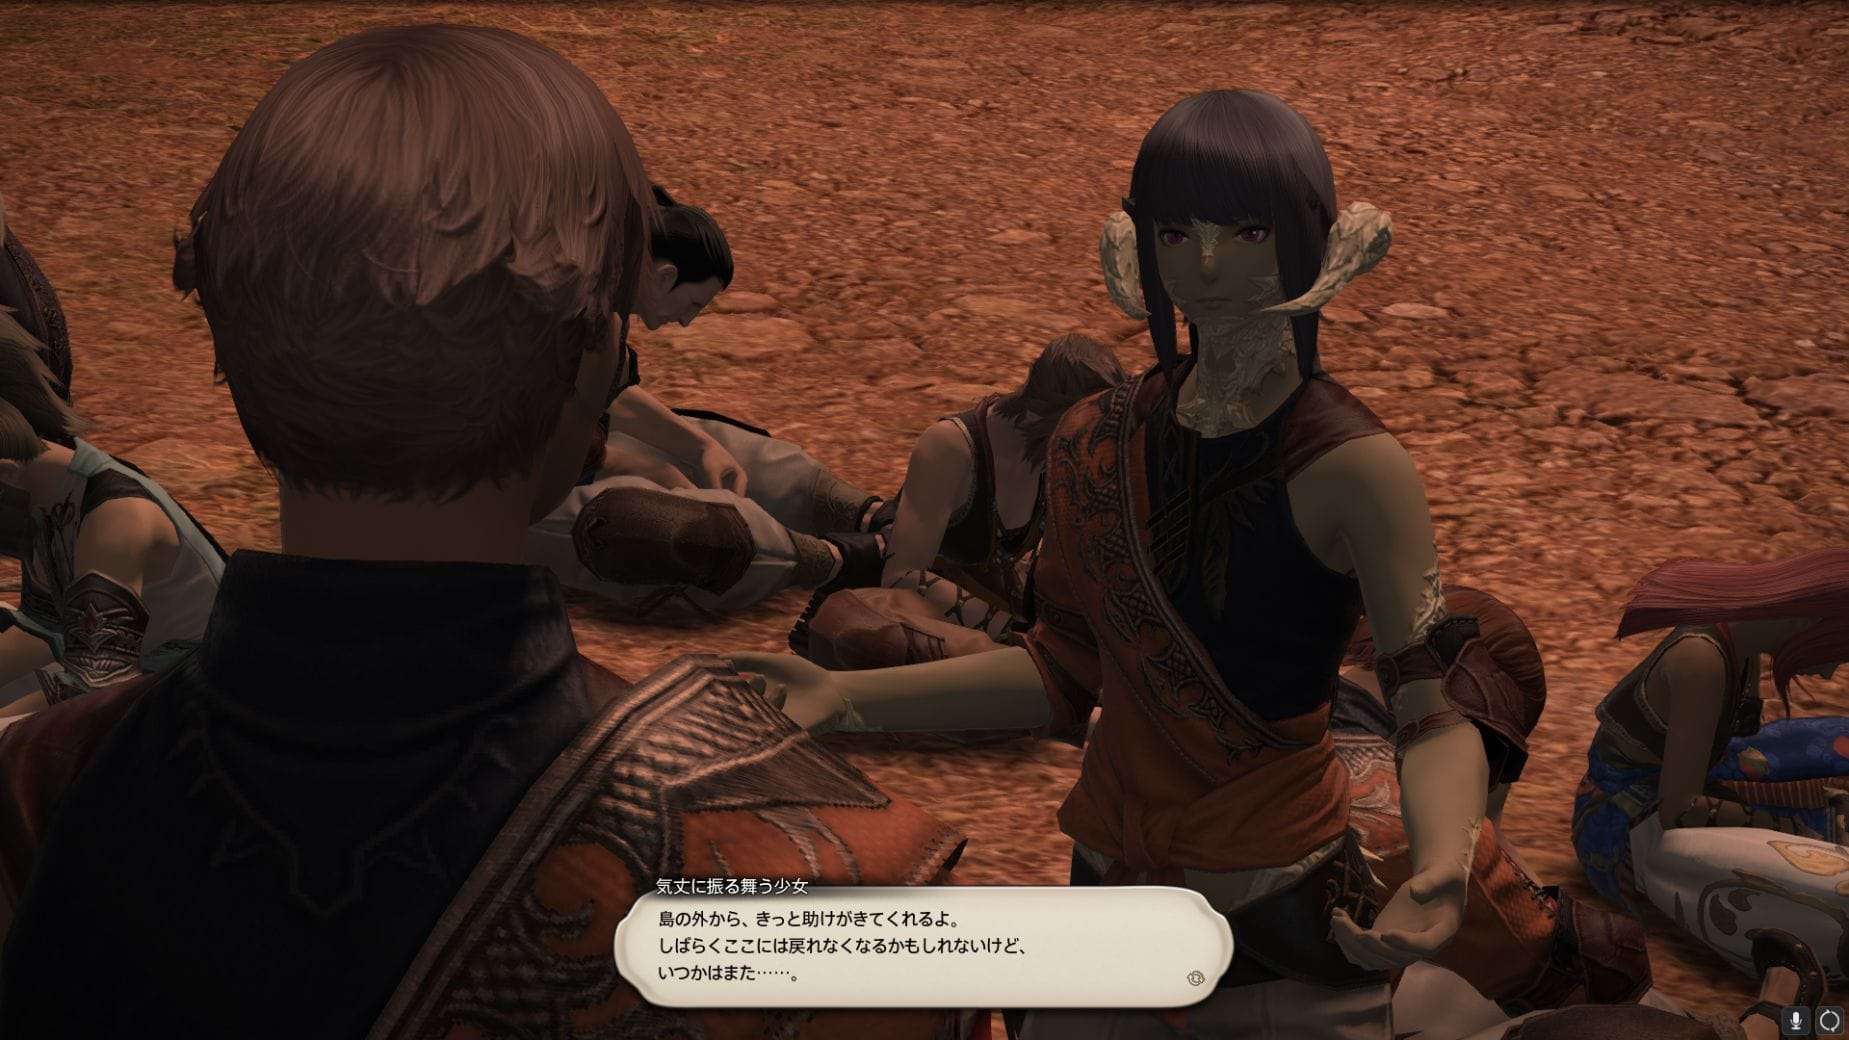 気丈に振る舞う少女
島の外から、きっと助けがきてくれるよ。
しばらくここには戻れなくなるかもしれないけど、
いつかはまた……。